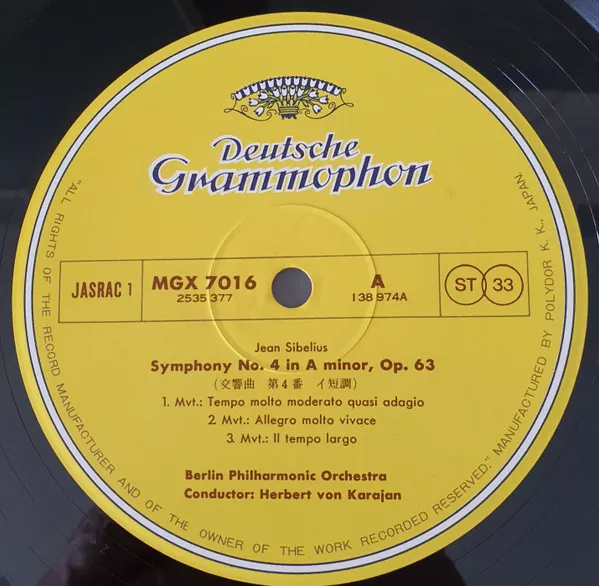 Deutsche
Grammophon
JASRAC 1
MGX 7016
2535 377
A
138 974A
ST 33
Jean Sibelius
Symphony No. 4 in A minor, Op. 63
(交響曲 第4番 イ短調)
1. Mvt.: Tempo molto moderato quasi adagio
2. Mvt.: Allegro molto vivace
3. Mvt.: Il tempo largo
Berlin Philharmonic Orchestra
Conductor: Herbert von Karajan
"ALL RIGHTS OF THE RECORD MANUFACTURER AND OF THE OWNER OF THE WORK RECORDED RESERVED." MANUFACTURED BY POLYDOR K. K., JAPAN.